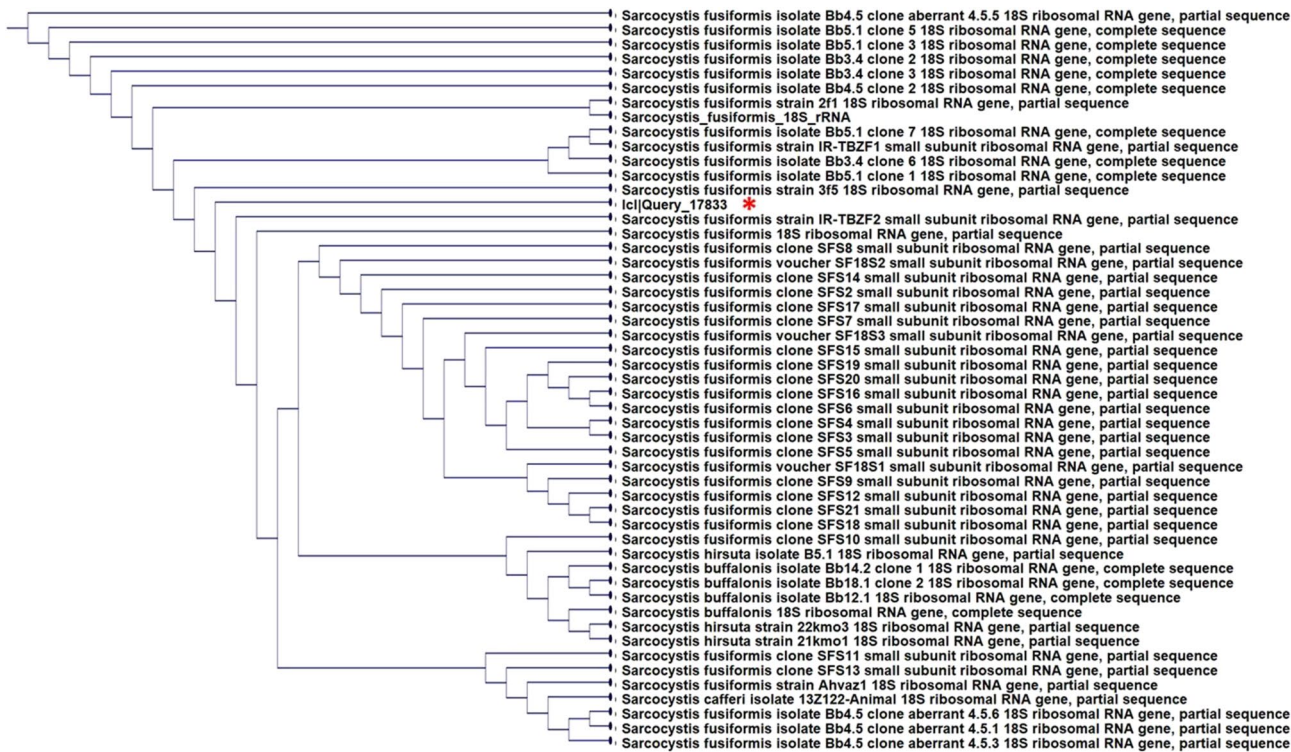 Sarcocystis fusiformis isolate Bb4.5 clone aberrant 4.5.5 18S ribosomal RNA gene, partial sequence
Sarcocystis fusiformis isolate Bb5.1 clone 5 18S ribosomal RNA gene, complete sequence
Sarcocystis fusiformis isolate Bb5.1 clone 3 18S ribosomal RNA gene, complete sequence
Sarcocystis fusiformis isolate Bb3.4 clone 2 18S ribosomal RNA gene, complete sequence
Sarcocystis fusiformis isolate Bb3.4 clone 3 18S ribosomal RNA gene, complete sequence
Sarcocystis fusiformis isolate Bb4.5 clone 2 18S ribosomal RNA gene, complete sequence
Sarcocystis fusiformis strain 2f1 18S ribosomal RNA gene, partial sequence
Sarcocystis_fusiformis_18S_rRNA
Sarcocystis fusiformis isolate Bb5.1 clone 7 18S ribosomal RNA gene, complete sequence
Sarcocystis fusiformis strain IR-TBZF1 small subunit ribosomal RNA gene, partial sequence
Sarcocystis fusiformis isolate Bb3.4 clone 6 18S ribosomal RNA gene, complete sequence
Sarcocystis fusiformis isolate Bb5.1 clone 1 18S ribosomal RNA gene, complete sequence
Sarcocystis fusiformis strain 3f5 18S ribosomal RNA gene, partial sequence
lcl|Query_17833 *
Sarcocystis fusiformis strain IR-TBZF2 small subunit ribosomal RNA gene, partial sequence
Sarcocystis fusiformis 18S ribosomal RNA gene, partial sequence
Sarcocystis fusiformis clone SFS8 small subunit ribosomal RNA gene, partial sequence
Sarcocystis fusiformis voucher SF18S2 small subunit ribosomal RNA gene, partial sequence
Sarcocystis fusiformis clone SFS14 small subunit ribosomal RNA gene, partial sequence
Sarcocystis fusiformis clone SFS2 small subunit ribosomal RNA gene, partial sequence
Sarcocystis fusiformis clone SFS17 small subunit ribosomal RNA gene, partial sequence
Sarcocystis fusiformis clone SFS7 small subunit ribosomal RNA gene, partial sequence
Sarcocystis fusiformis voucher SF18S3 small subunit ribosomal RNA gene, partial sequence
Sarcocystis fusiformis clone SFS15 small subunit ribosomal RNA gene, partial sequence
Sarcocystis fusiformis clone SFS19 small subunit ribosomal RNA gene, partial sequence
Sarcocystis fusiformis clone SFS20 small subunit ribosomal RNA gene, partial sequence
Sarcocystis fusiformis clone SFS16 small subunit ribosomal RNA gene, partial sequence
Sarcocystis fusiformis clone SFS6 small subunit ribosomal RNA gene, partial sequence
Sarcocystis fusiformis clone SFS4 small subunit ribosomal RNA gene, partial sequence
Sarcocystis fusiformis clone SFS3 small subunit ribosomal RNA gene, partial sequence
Sarcocystis fusiformis clone SFS5 small subunit ribosomal RNA gene, partial sequence
Sarcocystis fusiformis voucher SF18S1 small subunit ribosomal RNA gene, partial sequence
Sarcocystis fusiformis clone SFS9 small subunit ribosomal RNA gene, partial sequence
Sarcocystis fusiformis clone SFS12 small subunit ribosomal RNA gene, partial sequence
Sarcocystis fusiformis clone SFS21 small subunit ribosomal RNA gene, partial sequence
Sarcocystis fusiformis clone SFS18 small subunit ribosomal RNA gene, partial sequence
Sarcocystis fusiformis clone SFS10 small subunit ribosomal RNA gene, partial sequence
Sarcocystis hirsuta isolate B5.1 18S ribosomal RNA gene, partial sequence
Sarcocystis buffalonis isolate Bb14.2 clone 1 18S ribosomal RNA gene, complete sequence
Sarcocystis buffalonis isolate Bb18.1 clone 2 18S ribosomal RNA gene, complete sequence
Sarcocystis buffalonis isolate Bb12.1 18S ribosomal RNA gene, complete sequence
Sarcocystis buffalonis 18S ribosomal RNA gene, complete sequence
Sarcocystis hirsuta strain 22kmo3 18S ribosomal RNA gene, partial sequence
Sarcocystis hirsuta strain 21kmo1 18S ribosomal RNA gene, partial sequence
Sarcocystis fusiformis clone SFS11 small subunit ribosomal RNA gene, partial sequence
Sarcocystis fusiformis clone SFS13 small subunit ribosomal RNA gene, partial sequence
Sarcocystis fusiformis strain Ahvaz1 18S ribosomal RNA gene, partial sequence
Sarcocystis cafferi isolate 13Z122-Animal 18S ribosomal RNA gene, partial sequence
Sarcocystis fusiformis isolate Bb4.5 clone aberrant 4.5.6 18S ribosomal RNA gene, partial sequence
Sarcocystis fusiformis isolate Bb4.5 clone aberrant 4.5.1 18S ribosomal RNA gene, partial sequence
Sarcocystis fusiformis isolate Bb4.5 clone aberrant 4.5.3 18S ribosomal RNA gene, partial sequence